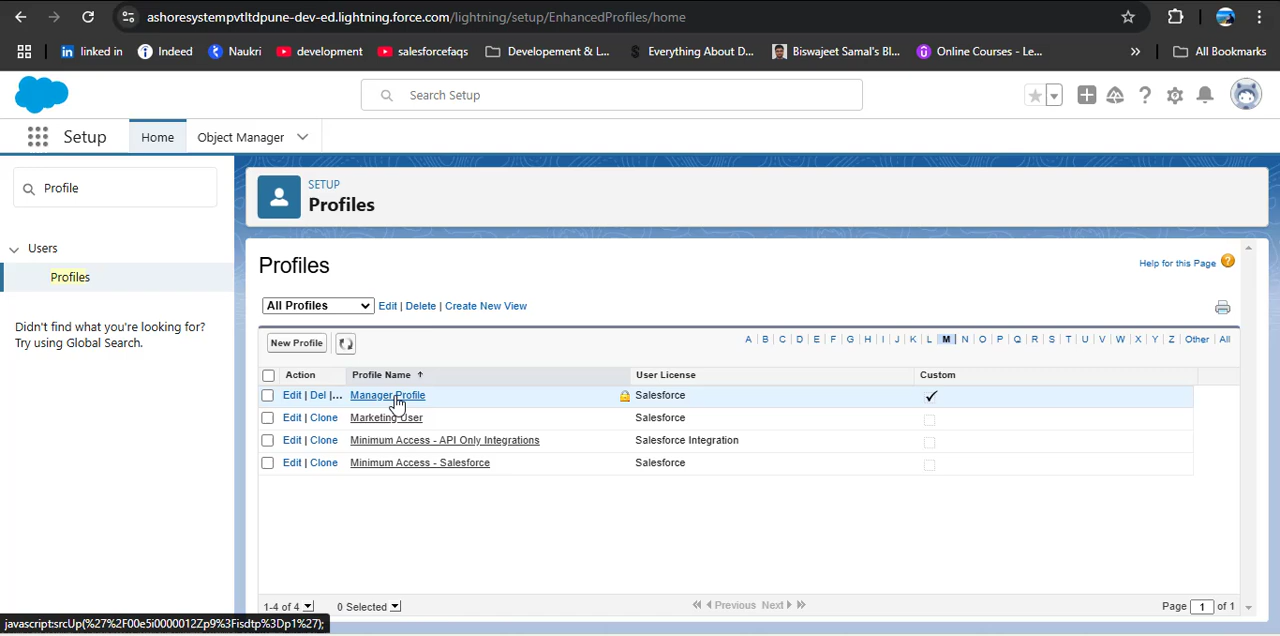 ashoresystempvtltdpune-dev-ed.lightning.force.com/lightning/setup/EnhancedProfiles/home
linked in
Indeed
Naukri
development
salesforcefaqs
Developement & L...
Everything About D...
Biswajeet Samal's Bl...
Online Courses - Le...
All Bookmarks
Search Setup
Setup
Home
Object Manager
Profile
Users
Profiles
Didn't find what you're looking for?
Try using Global Search.
SETUP
Profiles
Profiles
Help for this Page
All Profiles
Edit | Delete | Create New View
New Profile
A B C D E F G H I J K L M N O P Q R S T U V W X Y Z Other All
Action Profile Name User License Custom
Edit | Del |... Manager Profile Salesforce
Edit | Clone Marketing User Salesforce
Edit | Clone Minimum Access - API Only Integrations Salesforce Integration
Edit | Clone Minimum Access - Salesforce Salesforce
1-4 of 4 0 Selected Previous Next Page 1 of 1
javascript:srcUp(%27%2F00e5i0000012Zp9%3Fisdtp%3Dp1%27);